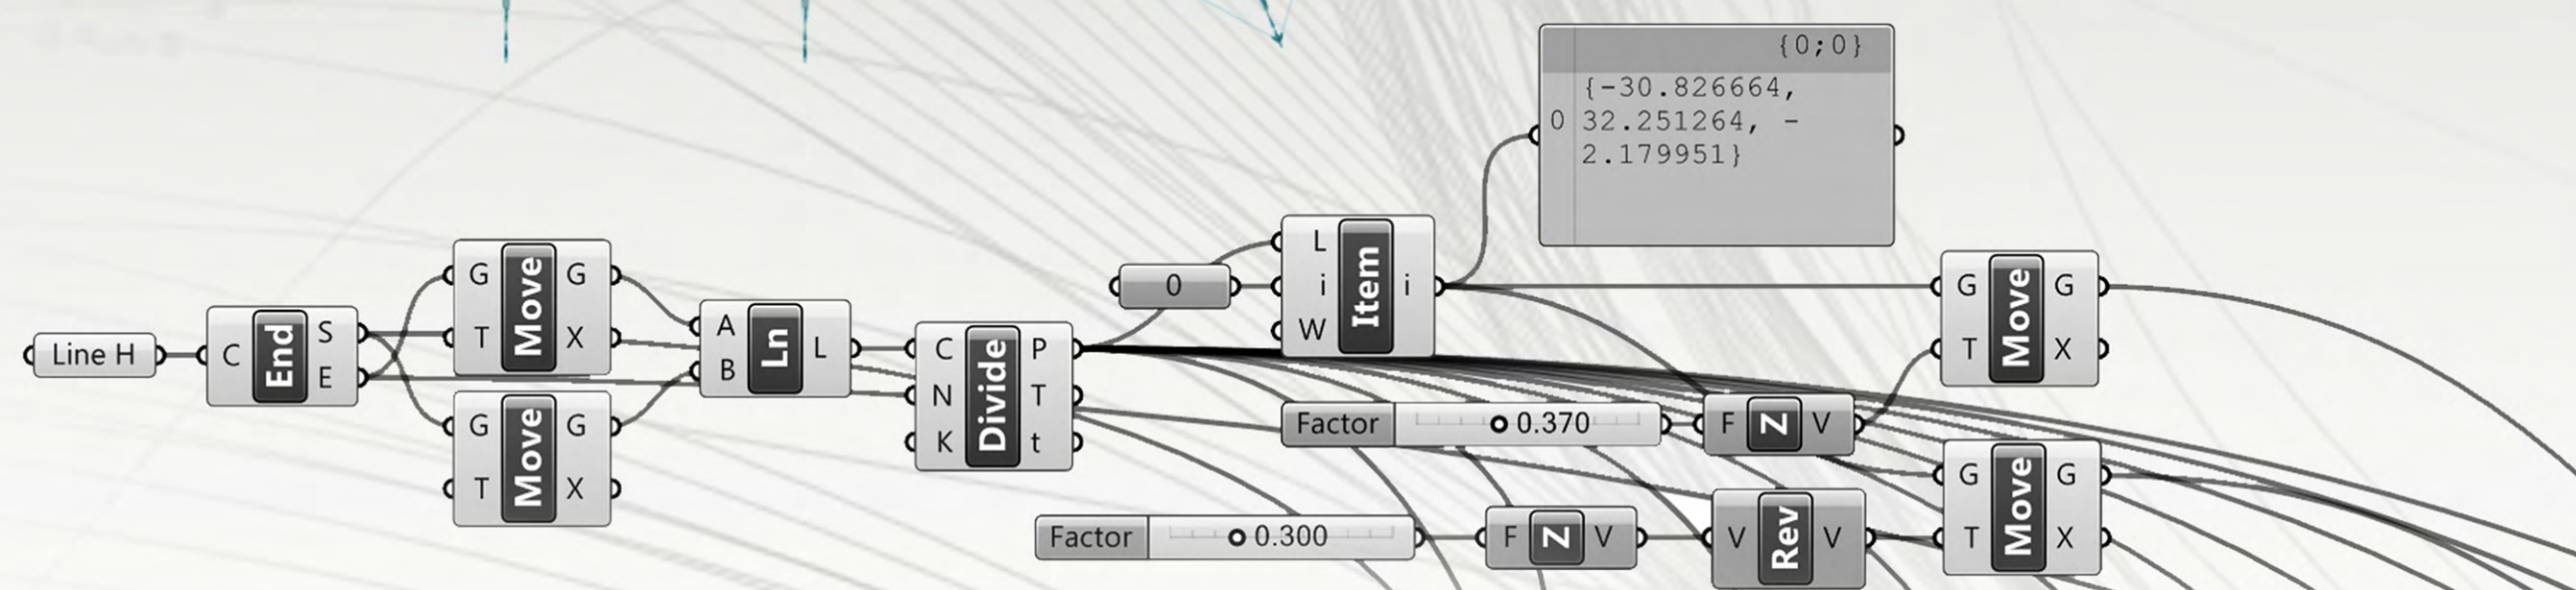 {0;0}
{-30.826664,
0 32.251264, -
2.179951}
Line H
C End S E
G Move G
T X
G Move G
T X
A Ln L
B
C Divide P
N T
K t
0
L Item i
i
W
Factor 0.370
F Z V
Factor 0.300
F Z V
V Rev V
G Move G
T X
G Move G
T X